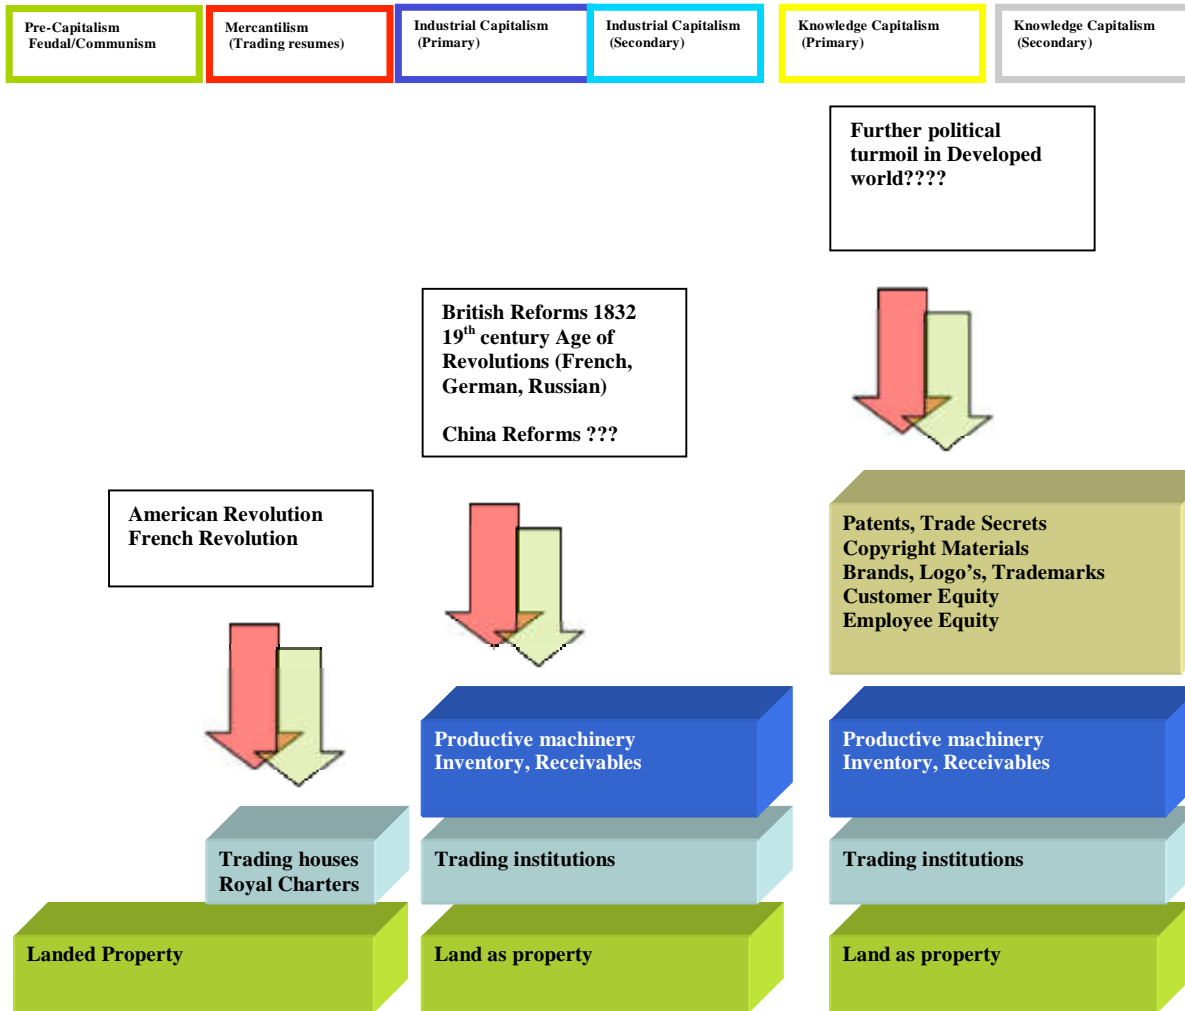 Pre-Capitalism
Feudal/Communism
Mercantilism
(Trading resumes)
Industrial Capitalism
(Primary)
Industrial Capitalism
(Secondary)
Knowledge Capitalism
(Primary)
Knowledge Capitalism
(Secondary)
Further political
turmoil in Developed
world????
British Reforms 1832
19th century Age of
Revolutions (French,
German, Russian)
China Reforms ???
American Revolution
French Revolution
Patents, Trade Secrets
Copyright Materials
Brands, Logo's, Trademarks
Customer Equity
Employee Equity
Productive machinery
Inventory, Receivables
Productive machinery
Inventory, Receivables
Trading houses
Royal Charters
Trading institutions
Trading institutions
Landed Property
Land as property
Land as property